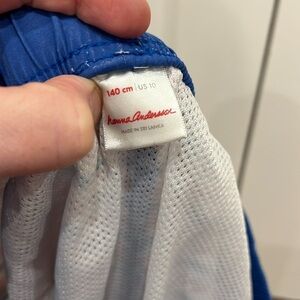 140 cm | US 10
hanna Andersson
MADE IN SRI LANKA